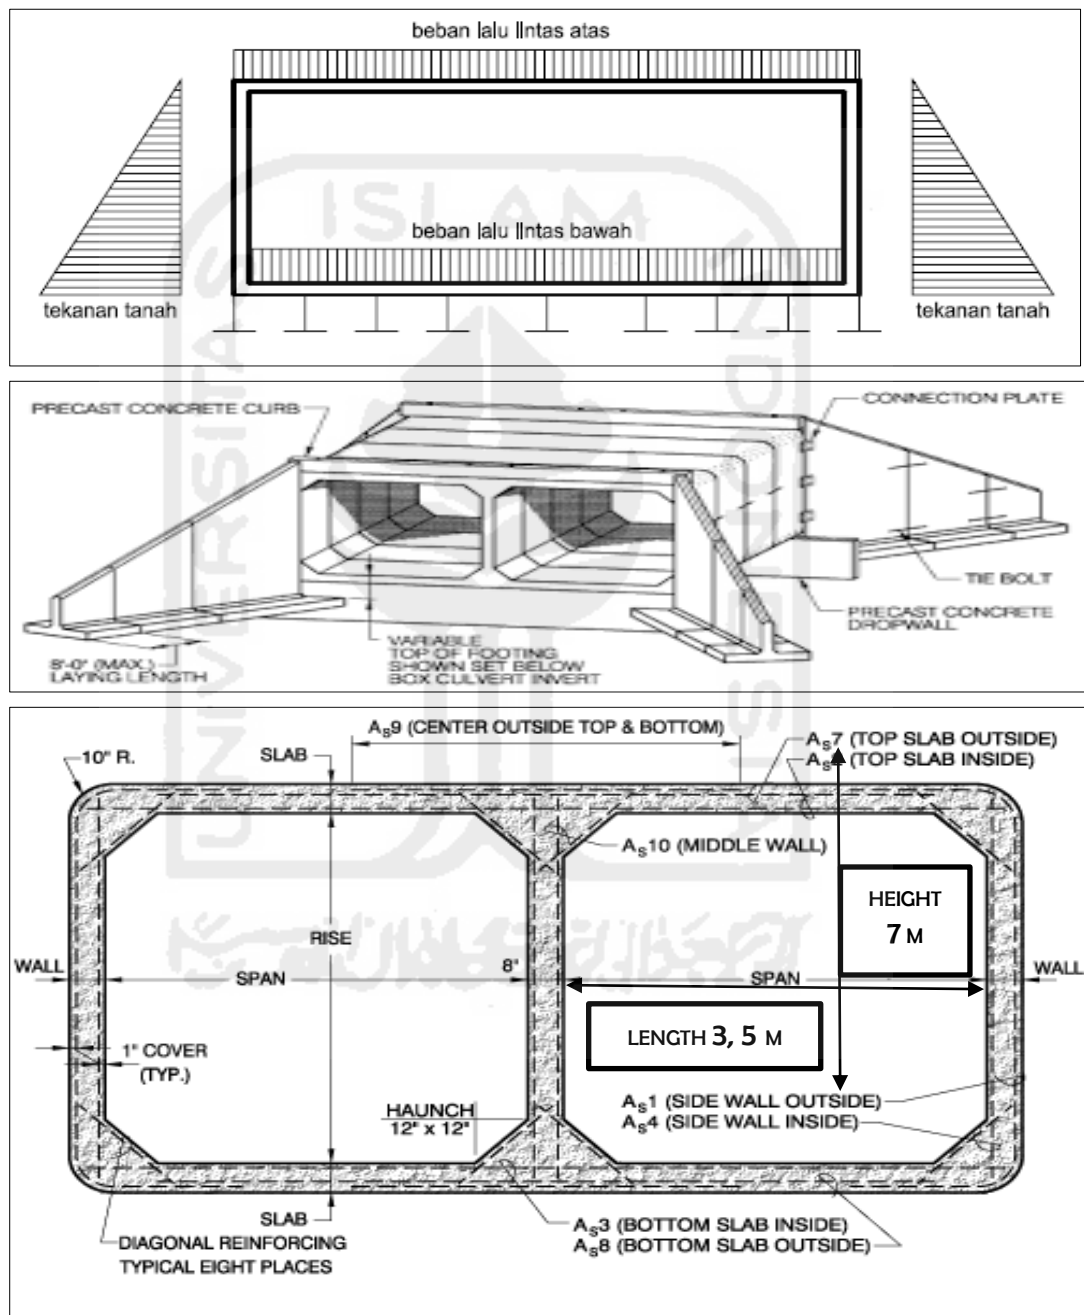 beban lalu lintas atas
beban lalu lintas bawah
tekanan tanah
tekanan tanah
UNIVERSITAS
ISLAM
INDONESIA
PRECAST CONCRETE CURB
CONNECTION PLATE
TIE BOLT
PRECAST CONCRETE
DROPWALL
VARIABLE
TOP OF FOOTING
SHOWN SET BELOW
BOX CULVERT INVERT
8'-0" (MAX.)
LAYING LENGTH
AS9 (CENTER OUTSIDE TOP & BOTTOM)
10" R.
SLAB
AS7 (TOP SLAB OUTSIDE)
AS (TOP SLAB INSIDE)
AS10 (MIDDLE WALL)
HEIGHT
7 M
RISE
WALL
SPAN
8"
SPAN
WALL
LENGTH 3, 5 M
1" COVER
(TYP.)
HAUNCH
12" x 12"
AS1 (SIDE WALL OUTSIDE)
AS4 (SIDE WALL INSIDE)
SLAB
DIAGONAL REINFORCING
TYPICAL EIGHT PLACES
AS3 (BOTTOM SLAB INSIDE)
AS8 (BOTTOM SLAB OUTSIDE)